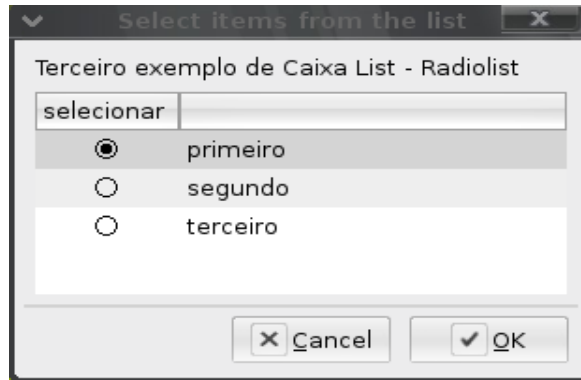 Select items from the list
Terceiro exemplo de Caixa List - Radiolist
selecionar
primeiro
segundo
terceiro
Cancel
OK